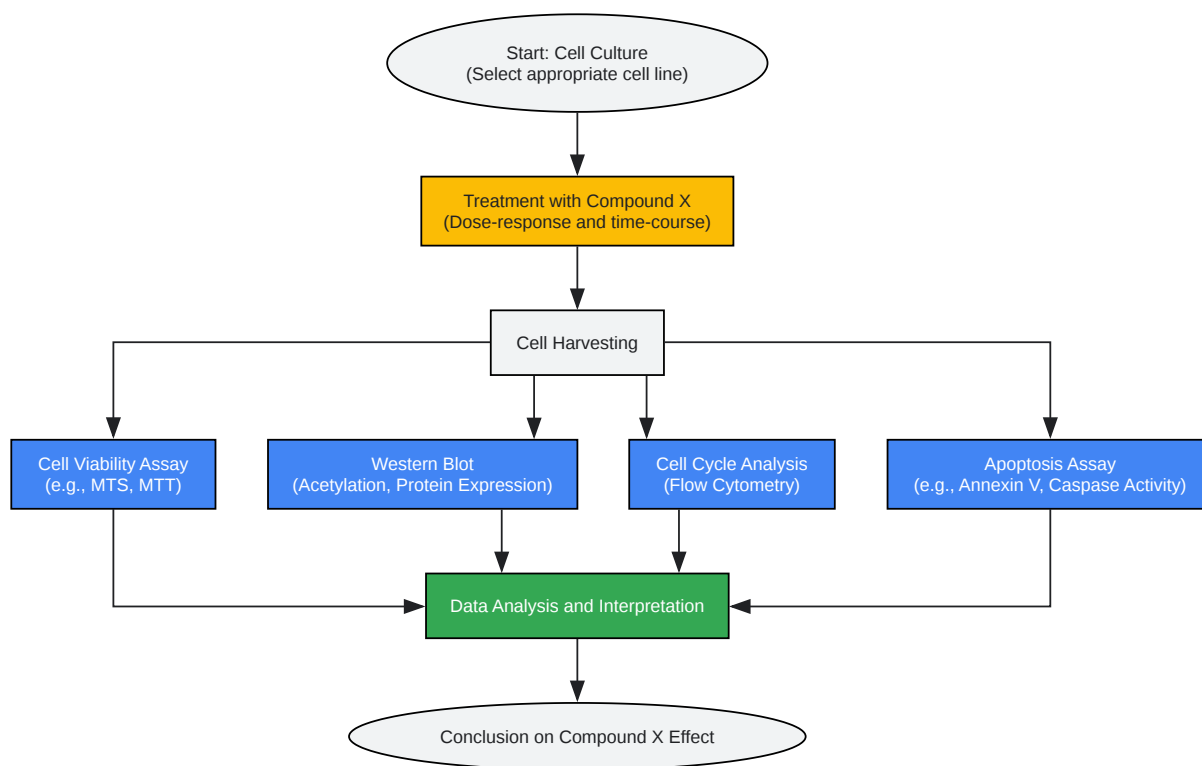 Start: Cell Culture
(Select appropriate cell line)
Treatment with Compound X
(Dose-response and time-course)
Cell Harvesting
Cell Viability Assay
(e.g., MTS, MTT)
Western Blot
(Acetylation, Protein Expression)
Cell Cycle Analysis
(Flow Cytometry)
Apoptosis Assay
(e.g., Annexin V, Caspase Activity)
Data Analysis and Interpretation
Conclusion on Compound X Effect